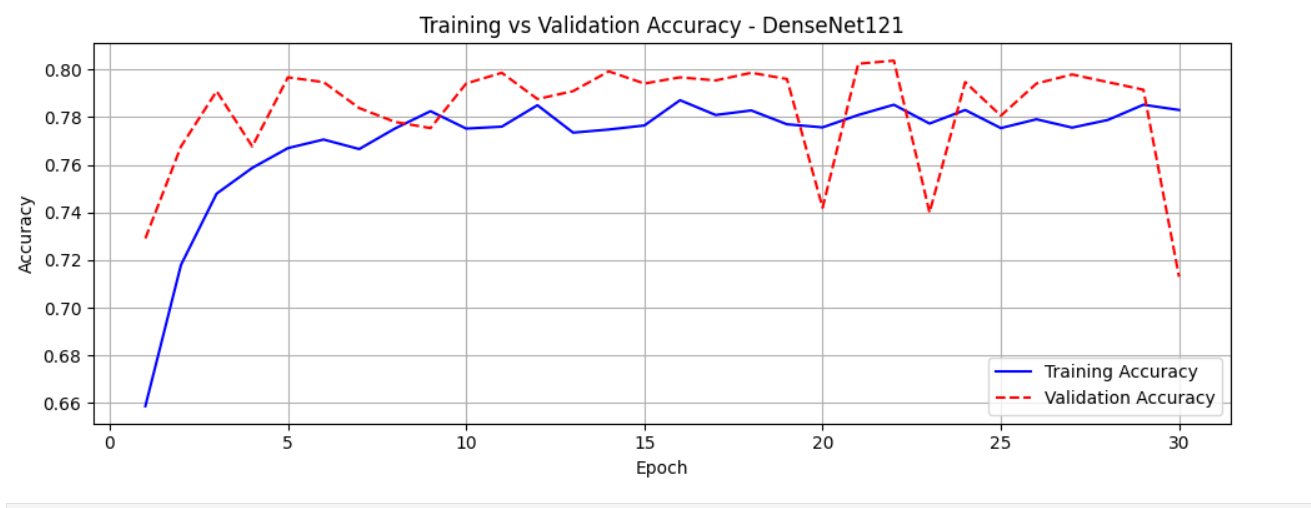 Training vs Validation Accuracy - DenseNet121
0.80
0.78
0.76
0.74
0.72
0.70
0.68
0.66
Accuracy
Training Accuracy
Validation Accuracy
0 5 10 15 20 25 30
Epoch